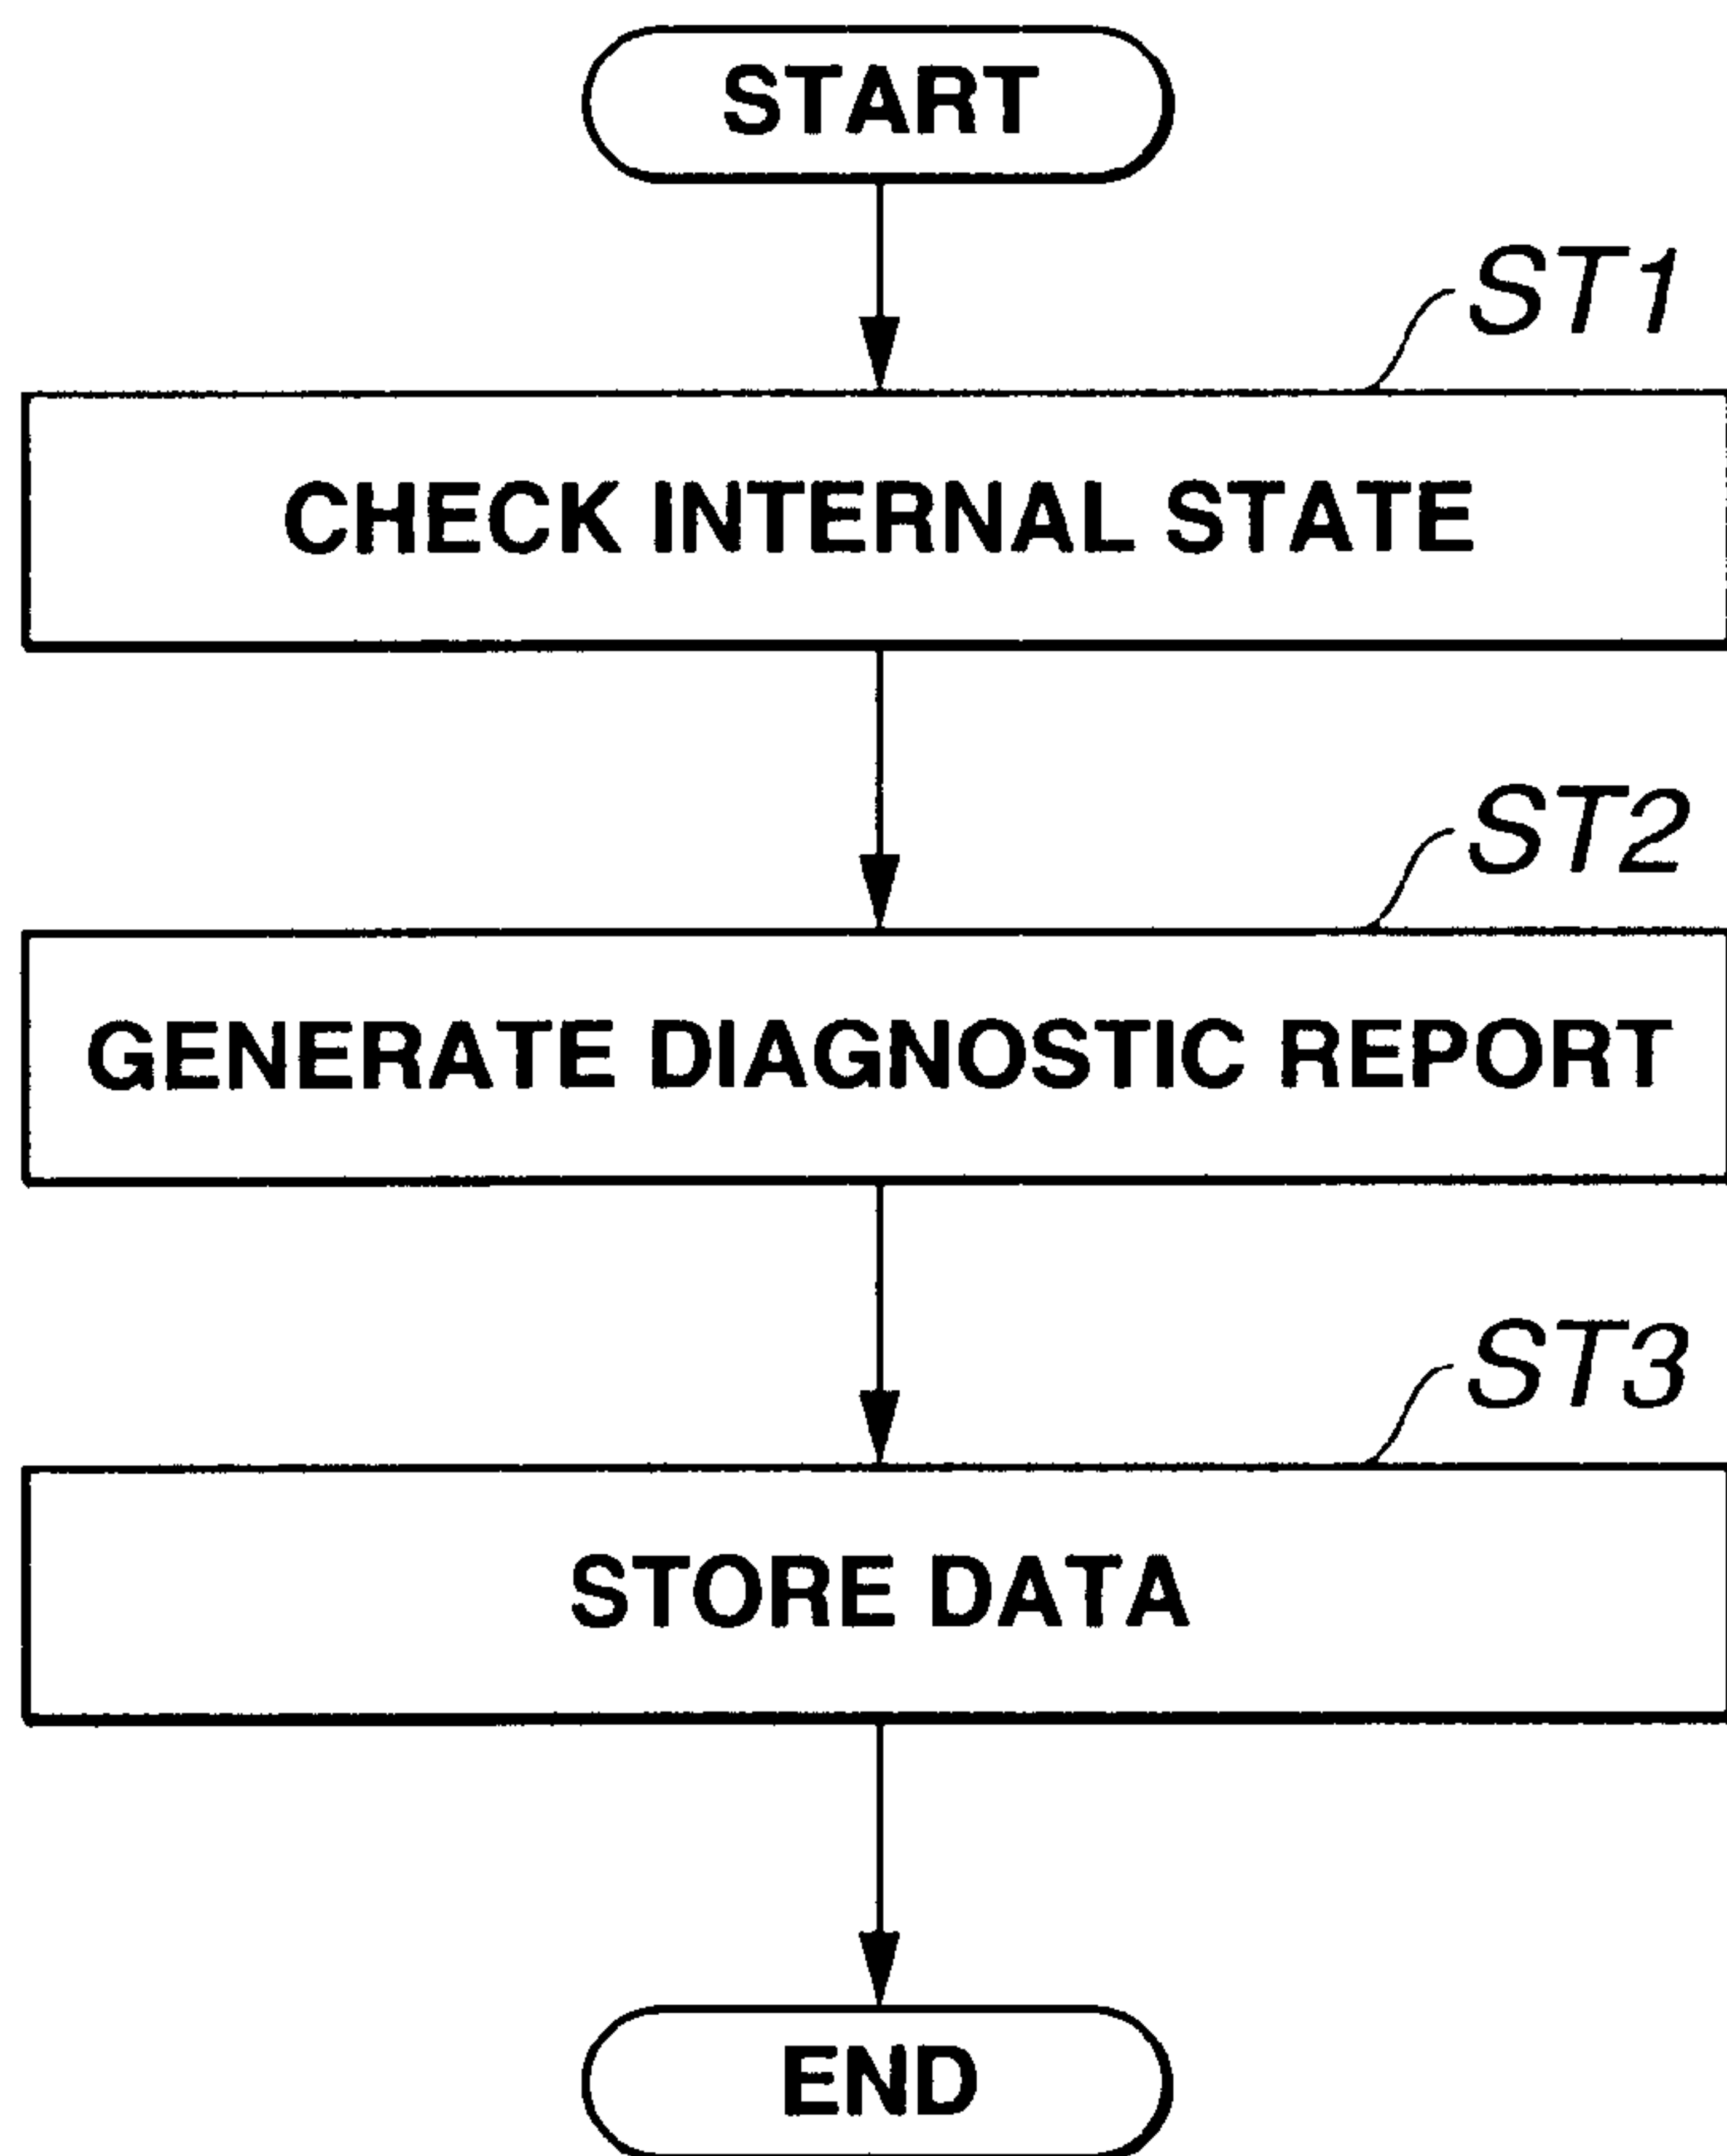 START
ST1
CHECK INTERNAL STATE
ST2
GENERATE DIAGNOSTIC REPORT
ST3
STORE DATA
END